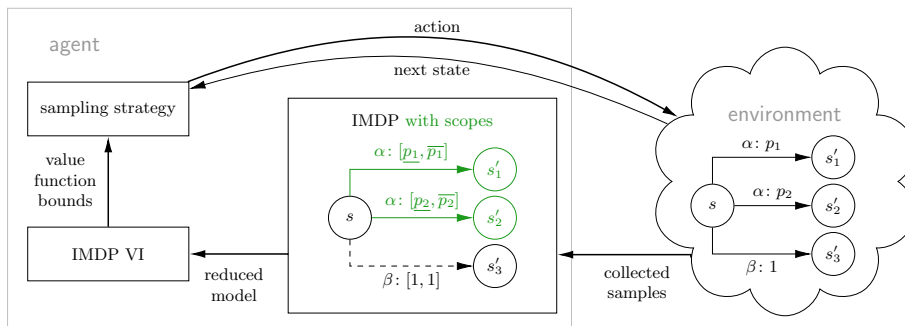 agent
action
next state
sampling strategy
IMDP with scopes
environment
α: [p₁, p₁]
s′₁
α: [p₂, p₂]
s
s′₂
β: [1, 1]
s′₃
α: p₁
s′₁
α: p₂
s
s′₂
β: 1
s′₃
value
function
bounds
IMDP VI
reduced
model
collected
samples